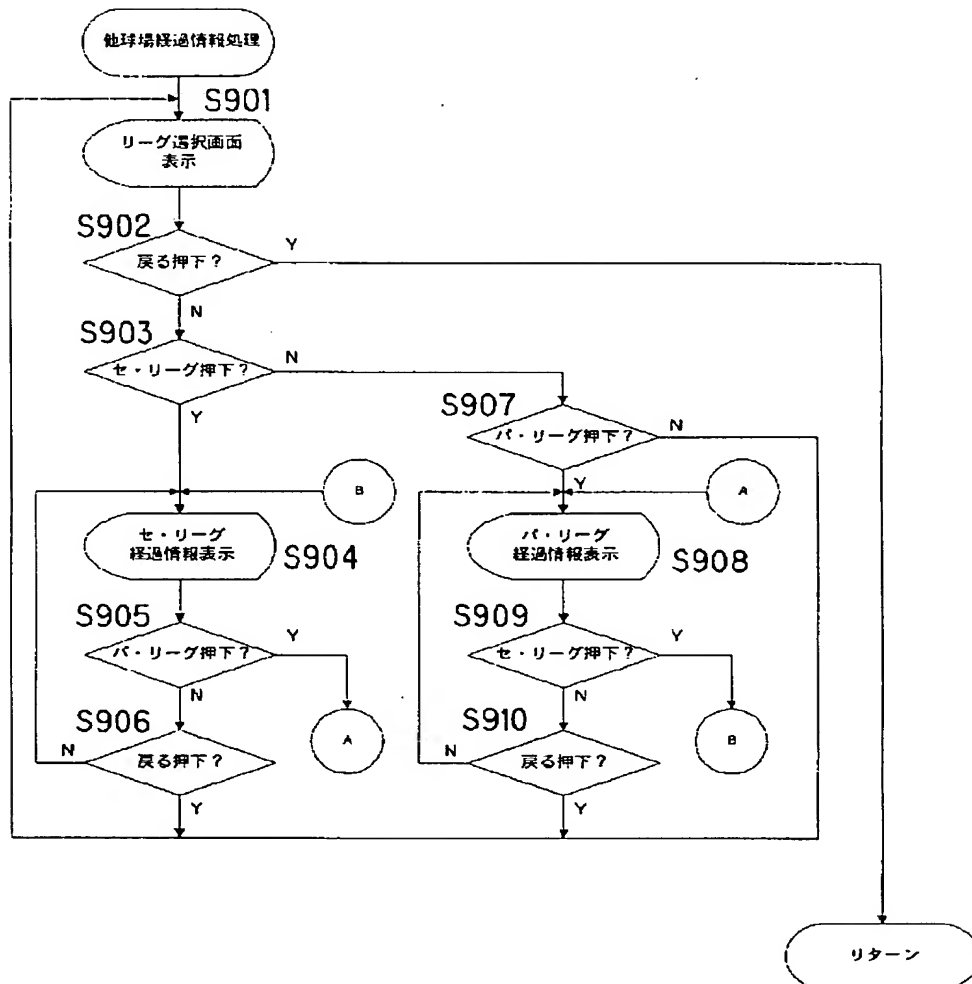 他球場経過情報処理
S901
リーグ選択画面
表示
S902
戻る押下？
Y
N
S903
セ・リーグ押下？
N
Y
S907
パ・リーグ押下？
N
Y
B
A
セ・リーグ
経過情報表示
S904
パ・リーグ
経過情報表示
S908
S905
パ・リーグ押下？
Y
N
S909
セ・リーグ押下？
Y
N
A
B
S906
戻る押下？
N
Y
S910
戻る押下？
N
Y
リターン